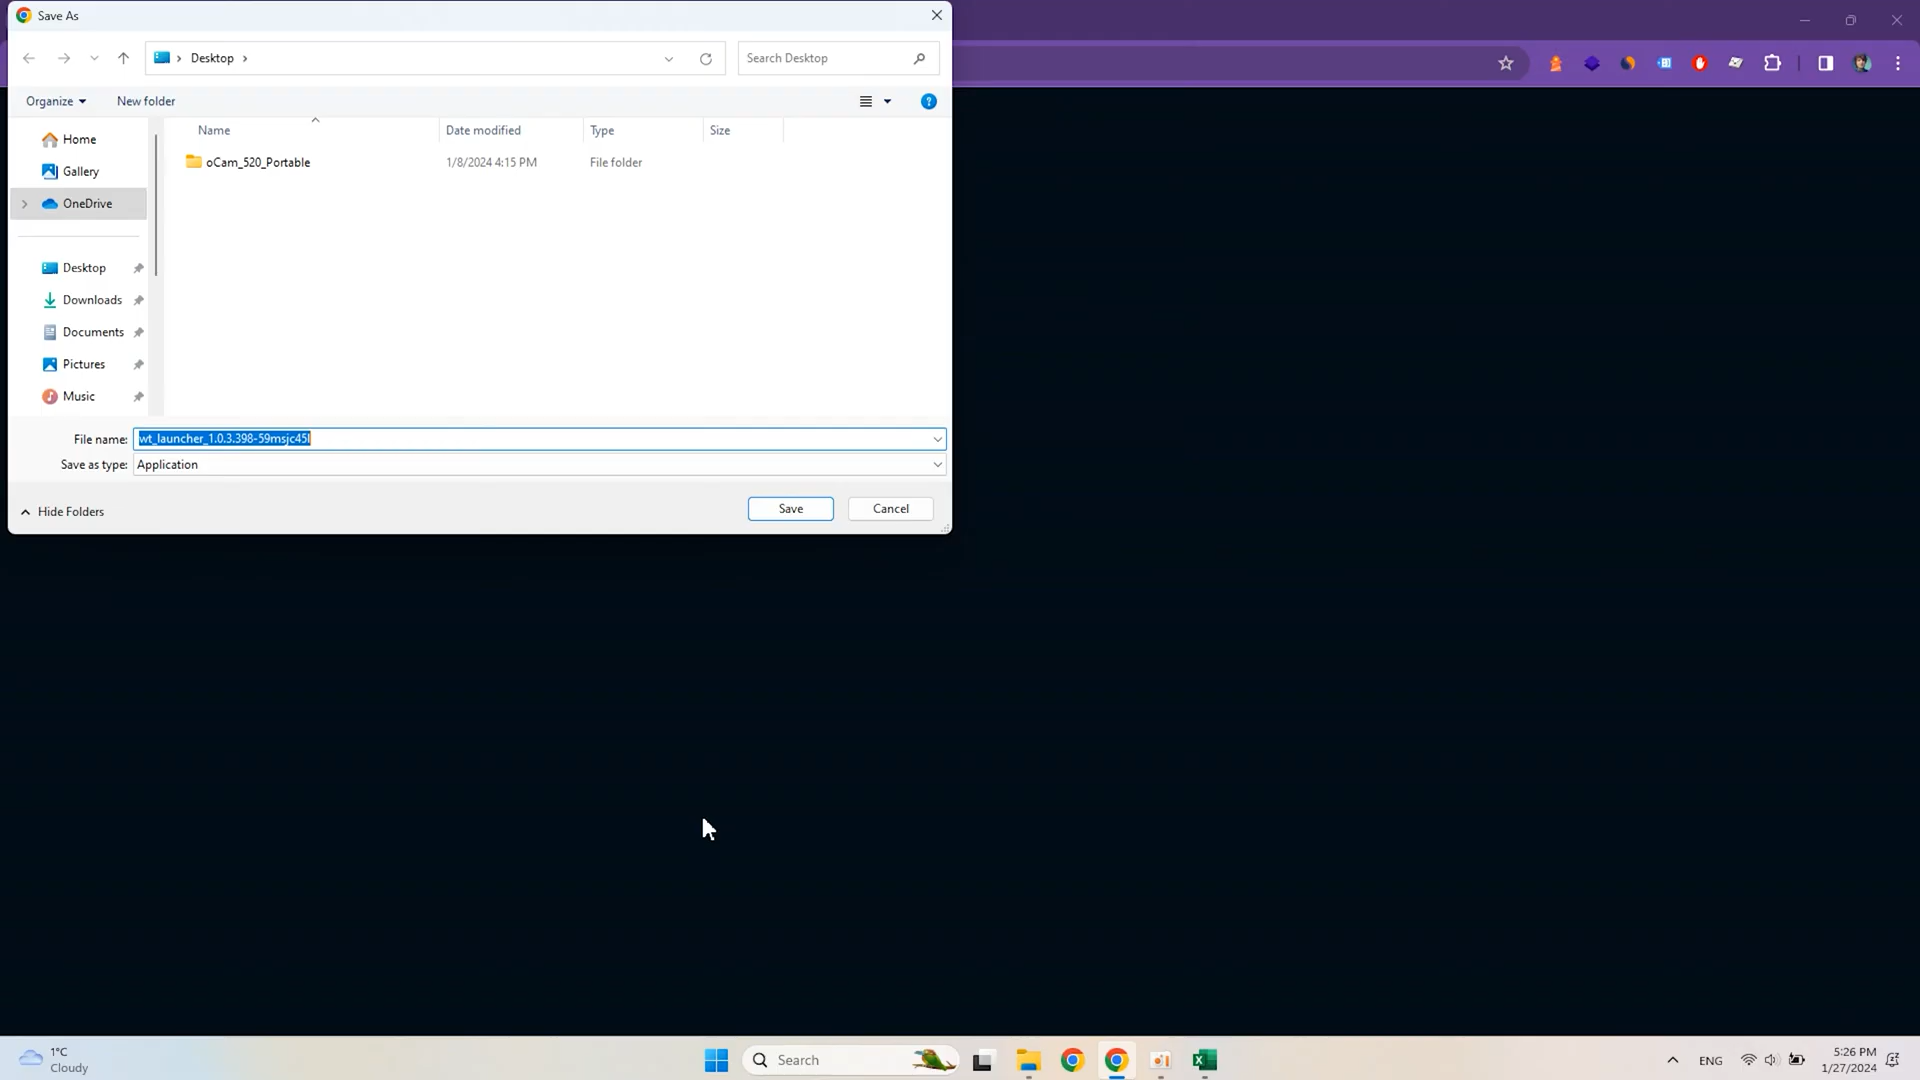 Save As
Desktop
Search Desktop
Organize
New folder
Name
Date modified
Type
Size
Home
Gallery
OneDrive
oCam_520_Portable
1/8/2024 4:15 PM
File folder
Desktop
Downloads
Documents
Pictures
Music
File name:
wt_launcher_1.0.3.398-59msjc45l
Save as type:
Application
Hide Folders
Save
Cancel
1°C
Cloudy
Search
ENG
5:26 PM
1/27/2024